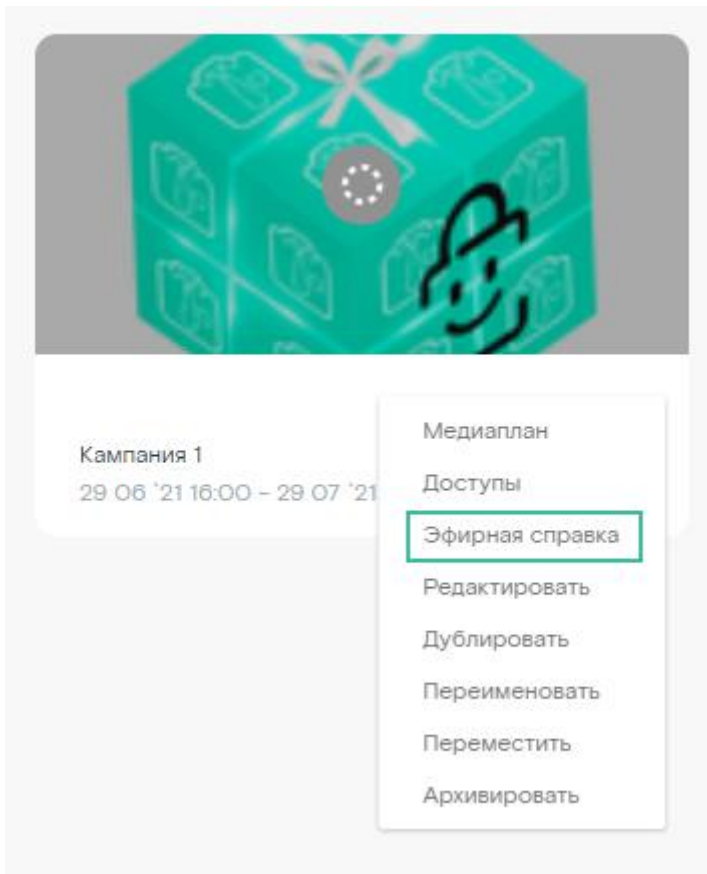 Кампания 1
29 06 `21 16:00 – 29 07 `21
Медиаплан
Доступы
Эфирная справка
Редактировать
Дублировать
Переименовать
Переместить
Архивировать